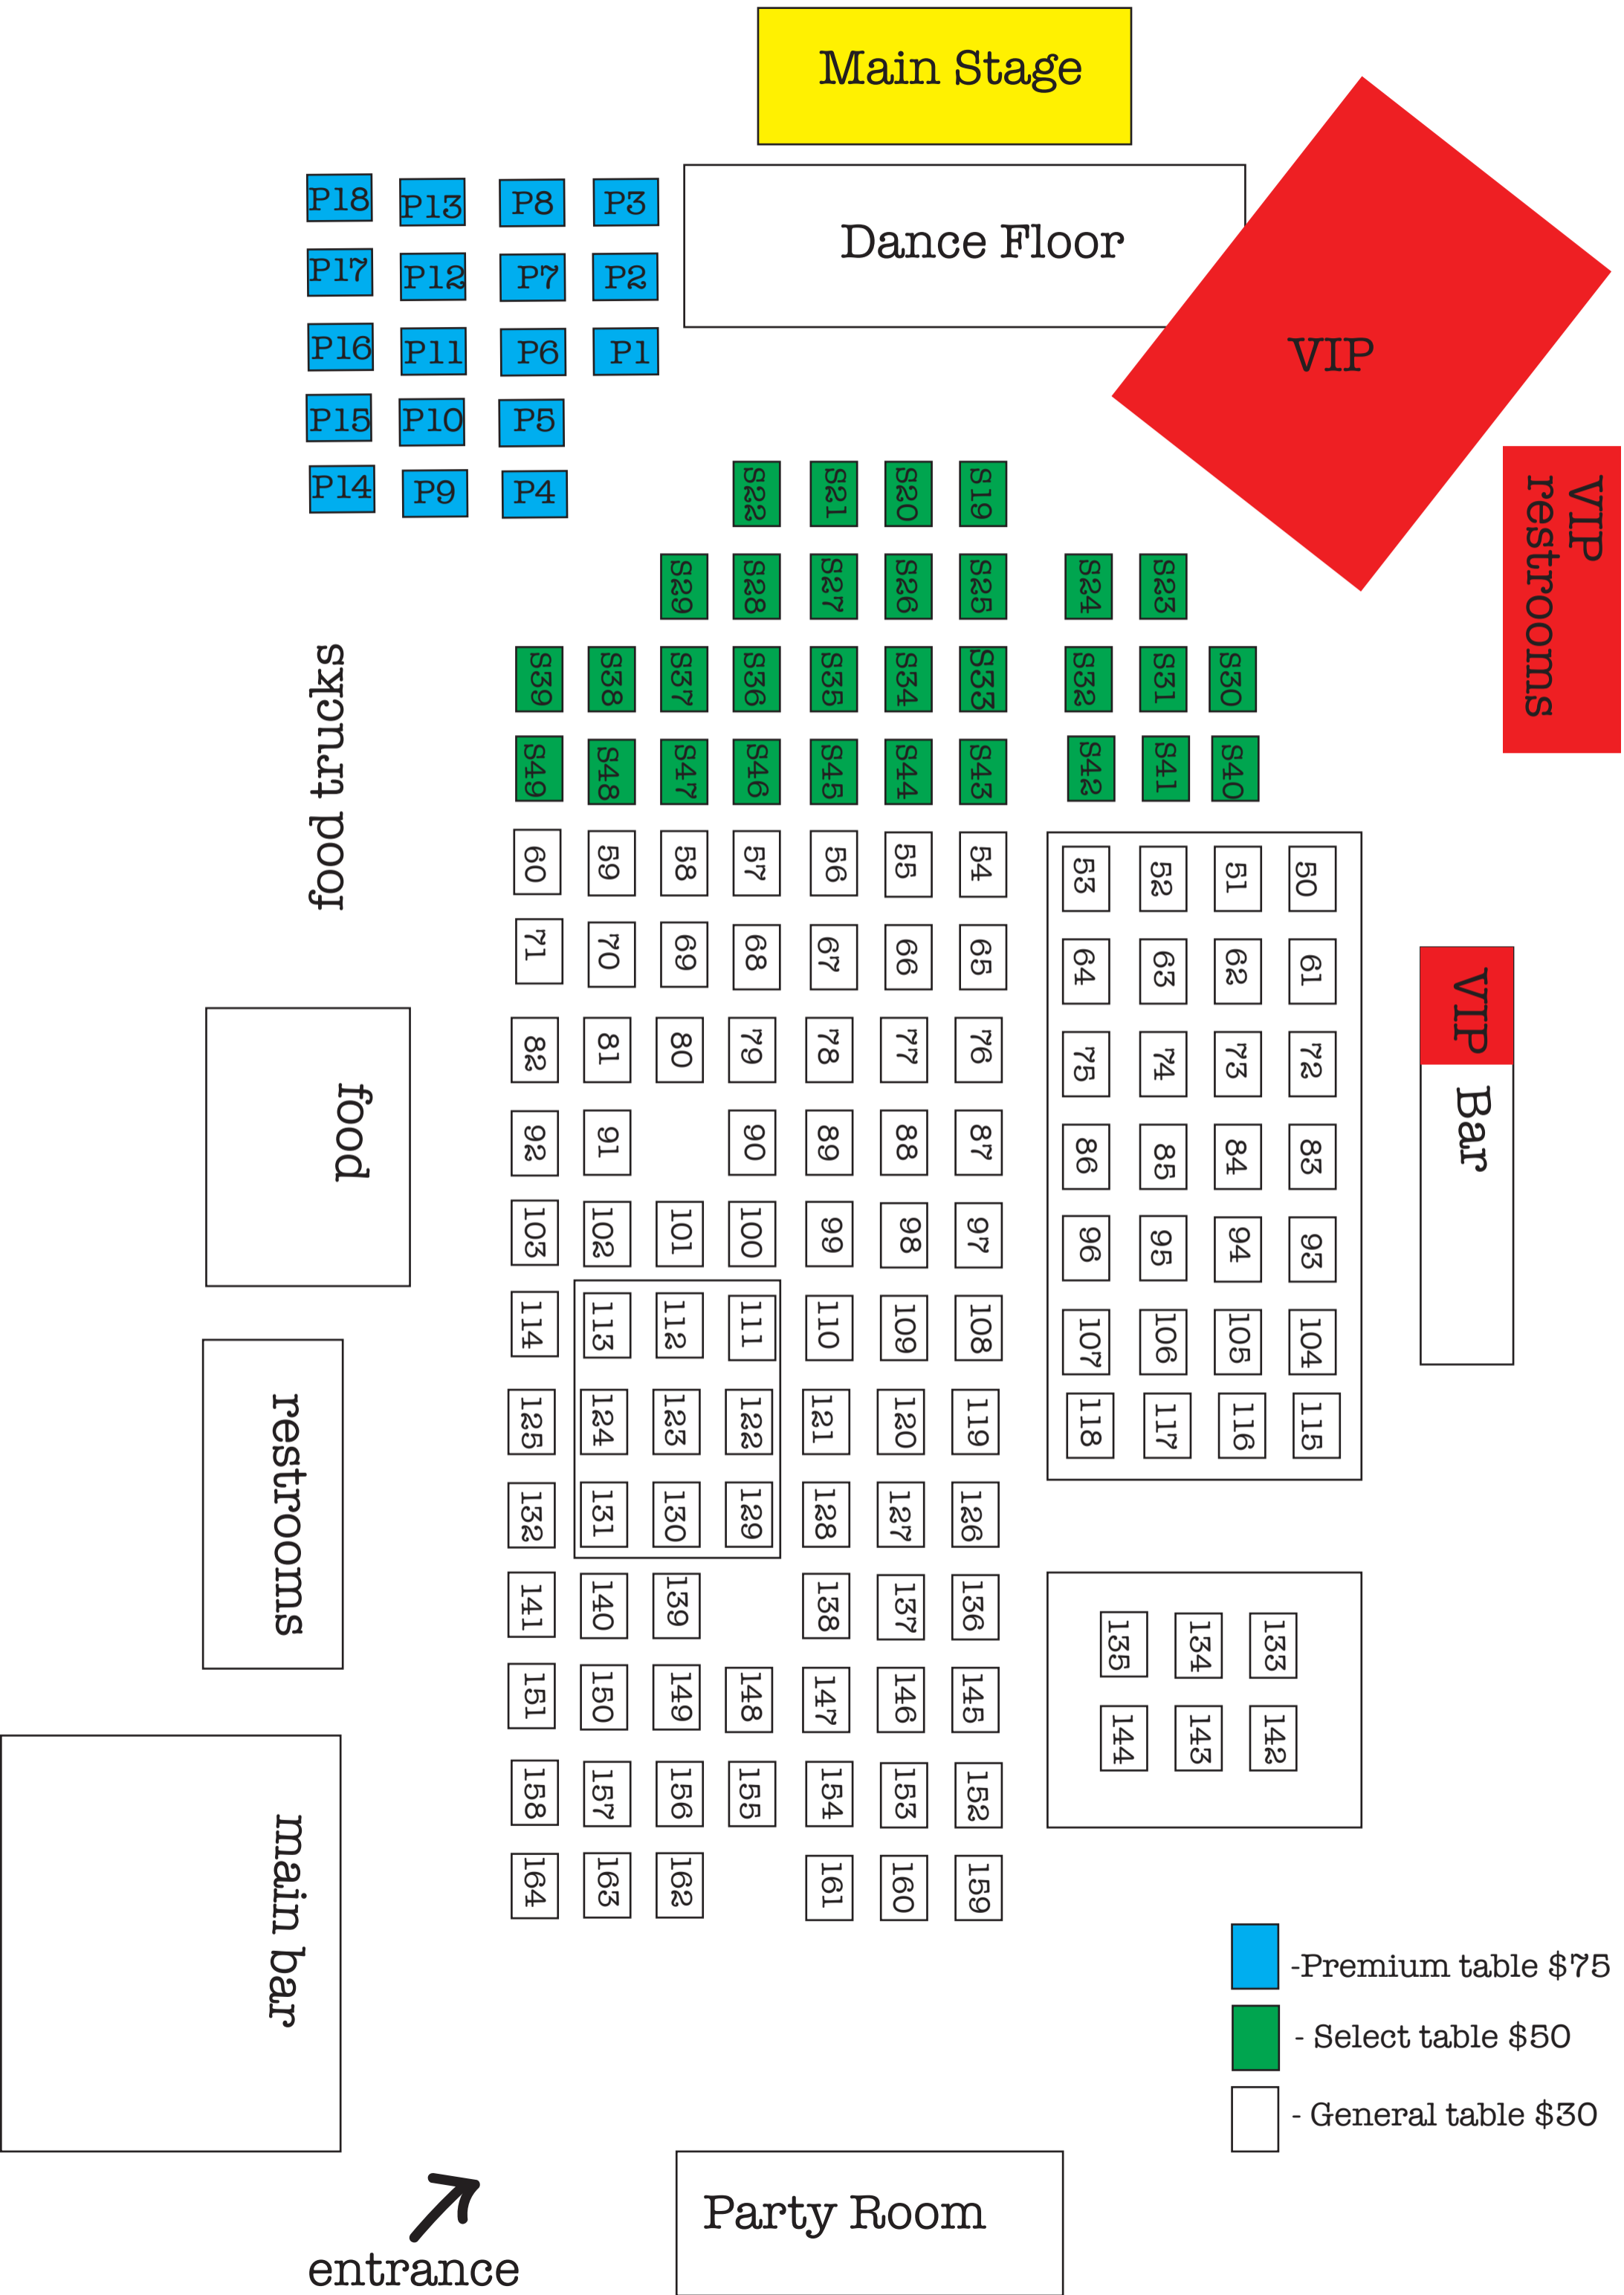 Main Stage
Dance Floor
VIP
P18 P13 P8 P3
P17 P12 P7 P2
P16 P11 P6 P1
P15 P10 P5
P14 P9 P4
VIP
restrooms
S22 S21 S20 S19
S29 S28 S27 S26 S25 S24 S23
food trucks
S39 S38 S37 S36 S35 S34 S33 S32 S31 S30
S49 S48 S47 S46 S45 S44 S43 S42 S41 S40
60 59 58 57 56 55 54 53 52 51 50
71 70 69 68 67 66 65 64 63 62 61
VIP
Bar
82 81 80 79 78 77 76 75 74 73 72
food
92 91 90 89 88 87 86 85 84 83
103 102 101 100 99 98 97 96 95 94 93
114 113 112 111 110 109 108 107 106 105 104
125 124 123 122 121 120 119 118 117 116 115
restrooms
132 131 130 129 128 127 126
141 140 139 138 137 136 135 134 133
151 150 149 148 147 146 145 144 143 142
158 157 156 155 154 153 152
164 163 162 161 160 159
main bar
-Premium table $75
- Select table $50
- General table $30
Party Room
entrance